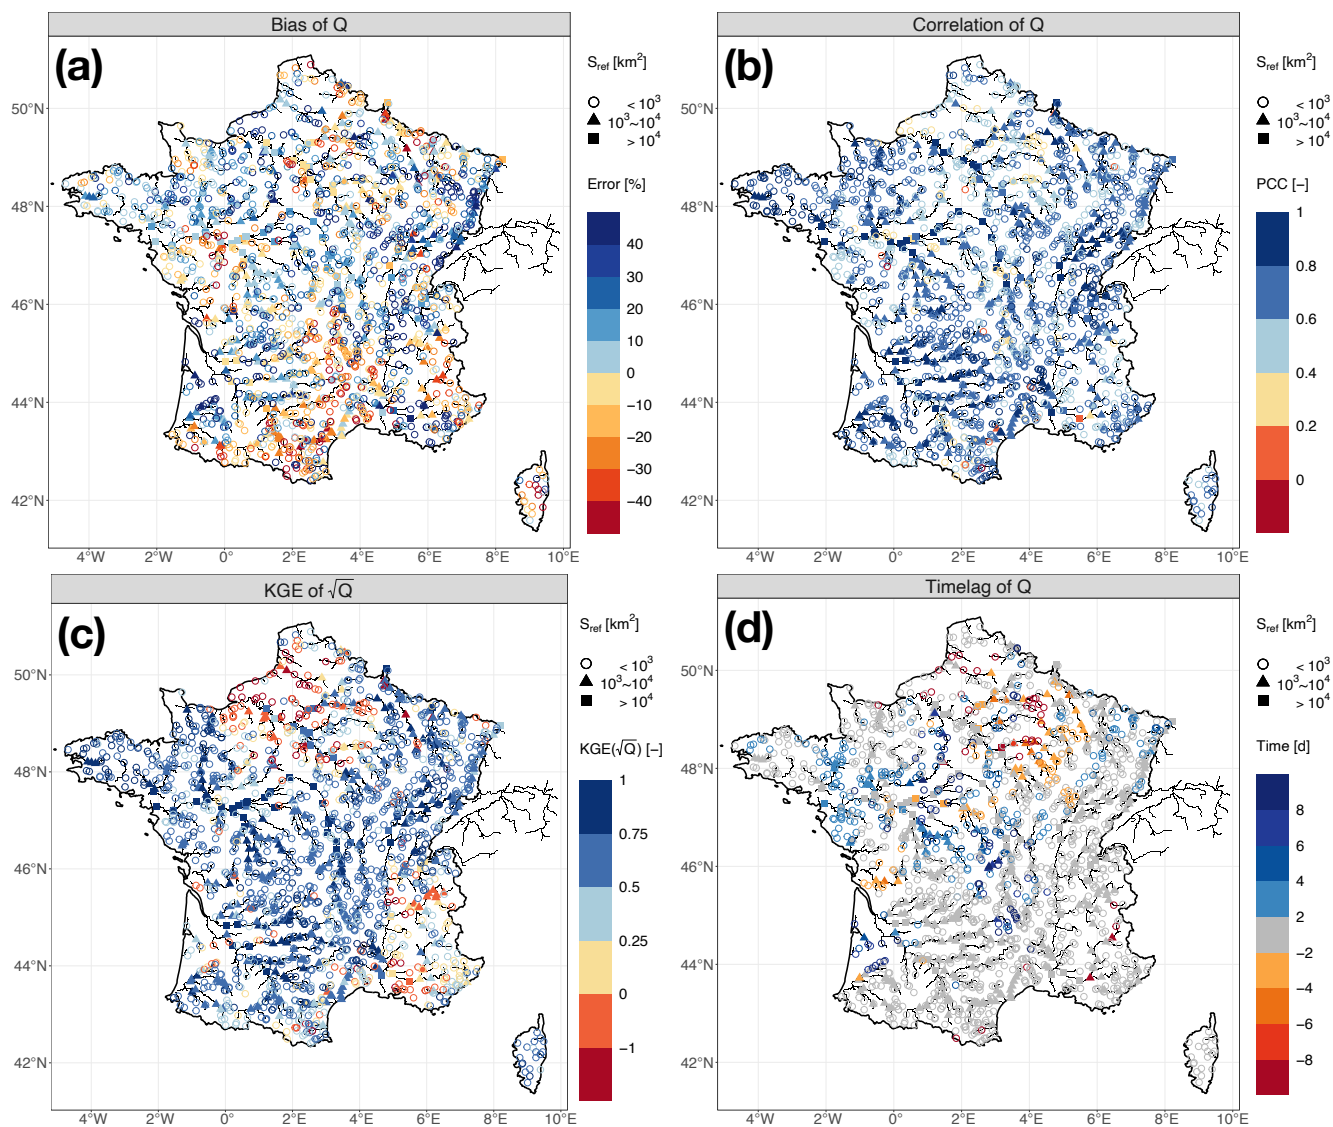 Bias of Q
(a)
50°N
48°N
46°N
44°N
42°N
4°W 2°W 0° 2°E 4°E 6°E 8°E 10°E
S_ref [km²]
< 10³
10³~10⁴
> 10⁴
Error [%]
40
30
20
10
0
−10
−20
−30
−40
Correlation of Q
(b)
50°N
48°N
46°N
44°N
42°N
4°W 2°W 0° 2°E 4°E 6°E 8°E 10°E
S_ref [km²]
< 10³
10³~10⁴
> 10⁴
PCC [−]
1
0.8
0.6
0.4
0.2
0
KGE of √Q
(c)
50°N
48°N
46°N
44°N
42°N
4°W 2°W 0° 2°E 4°E 6°E 8°E 10°E
S_ref [km²]
< 10³
10³~10⁴
> 10⁴
KGE(√Q) [−]
1
0.75
0.5
0.25
0
−1
Timelag of Q
(d)
50°N
48°N
46°N
44°N
42°N
4°W 2°W 0° 2°E 4°E 6°E 8°E 10°E
S_ref [km²]
< 10³
10³~10⁴
> 10⁴
Time [d]
8
6
4
2
−2
−4
−6
−8